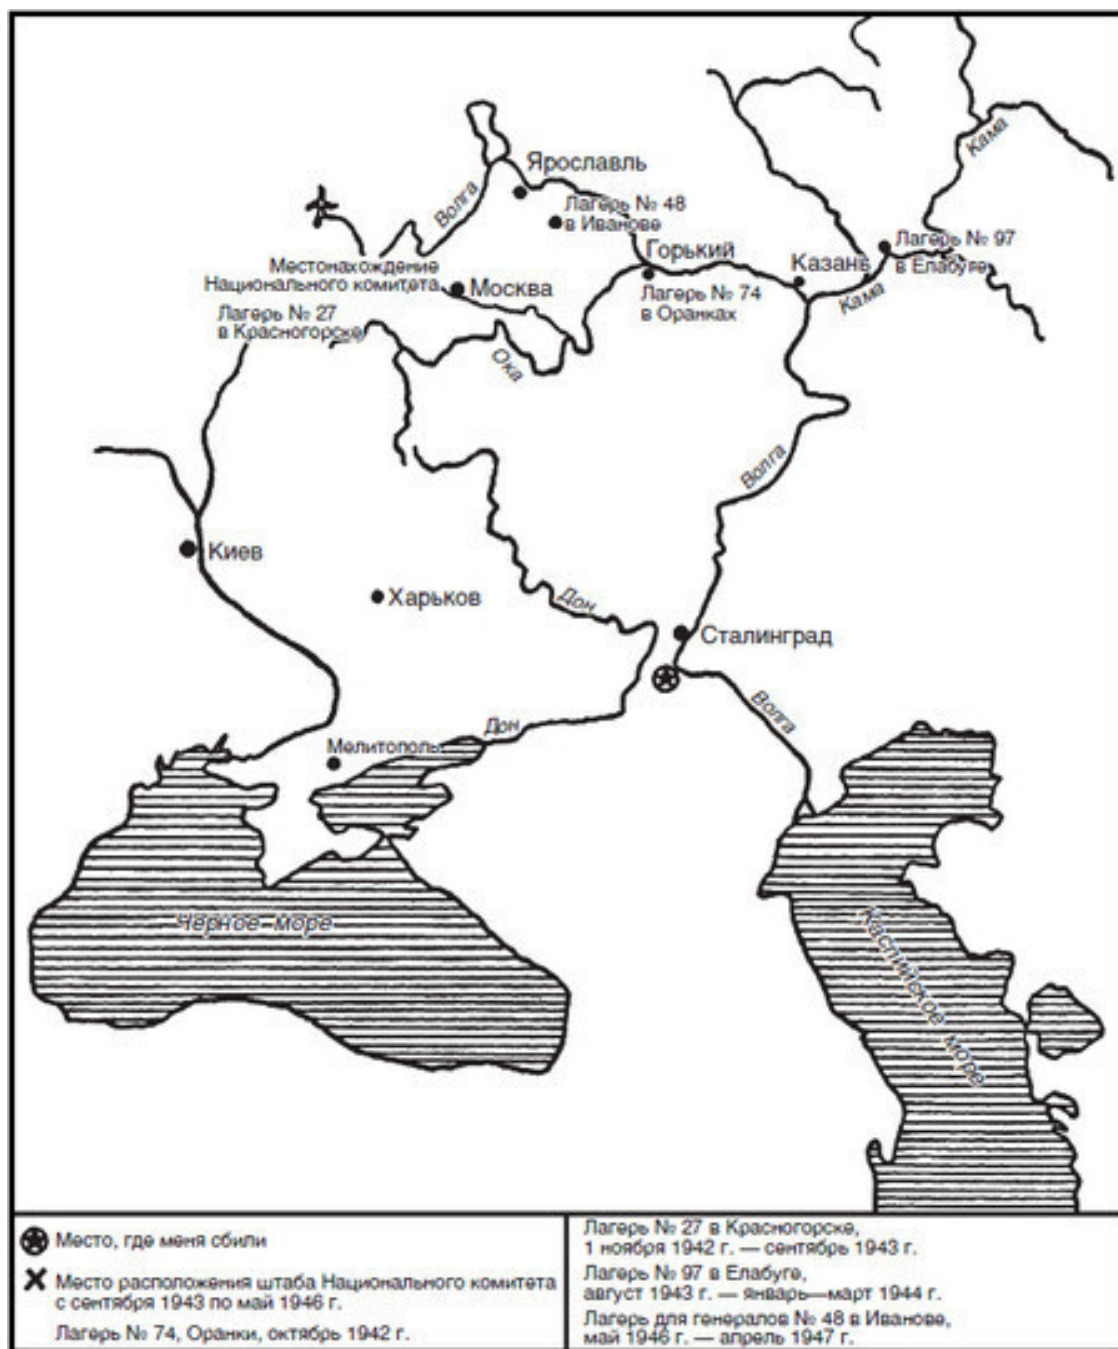 Кама
Ярославль
Волга
Лагерь № 48
в Иванове
Лагерь № 97
в Елабуге
Горький
Казань
Местонахождение
Национального комитета
Москва
Лагерь № 74
в Оранках
Кама
Лагерь № 27
в Красногорске
Ока
Волга
Киев
Харьков
Дон
Сталинград
Волга
Дон
Мелитополь
Черное море
Каспийское море
Место, где меня сбили
Место расположения штаба Национального комитета
с сентября 1943 по май 1946 г.
Лагерь № 74, Оранки, октябрь 1942 г.
Лагерь № 27 в Красногорске,
1 ноября 1942 г. — сентябрь 1943 г.
Лагерь № 97 в Елабуге,
август 1943 г. — январь—март 1944 г.
Лагерь для генералов № 48 в Иванове,
май 1946 г. — апрель 1947 г.